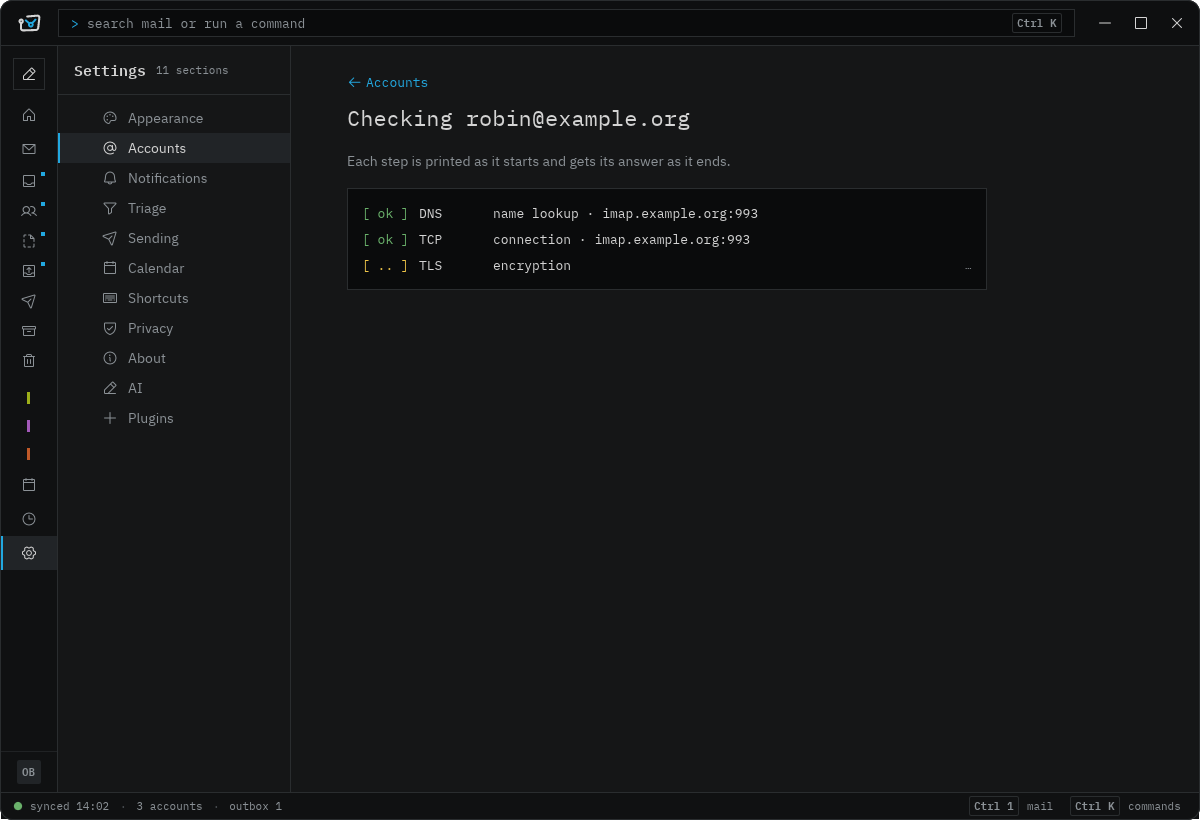 > search mail or run a command Ctrl K
Settings 11 sections
Appearance
Accounts
Notifications
Triage
Sending
Calendar
Shortcuts
Privacy
About
AI
Plugins
← Accounts
Checking robin@example.org
Each step is printed as it starts and gets its answer as it ends.
[ ok ] DNS name lookup · imap.example.org:993
[ ok ] TCP connection · imap.example.org:993
[ .. ] TLS encryption …
OB
synced 14:02 · 3 accounts · outbox 1 Ctrl 1 mail Ctrl K commands